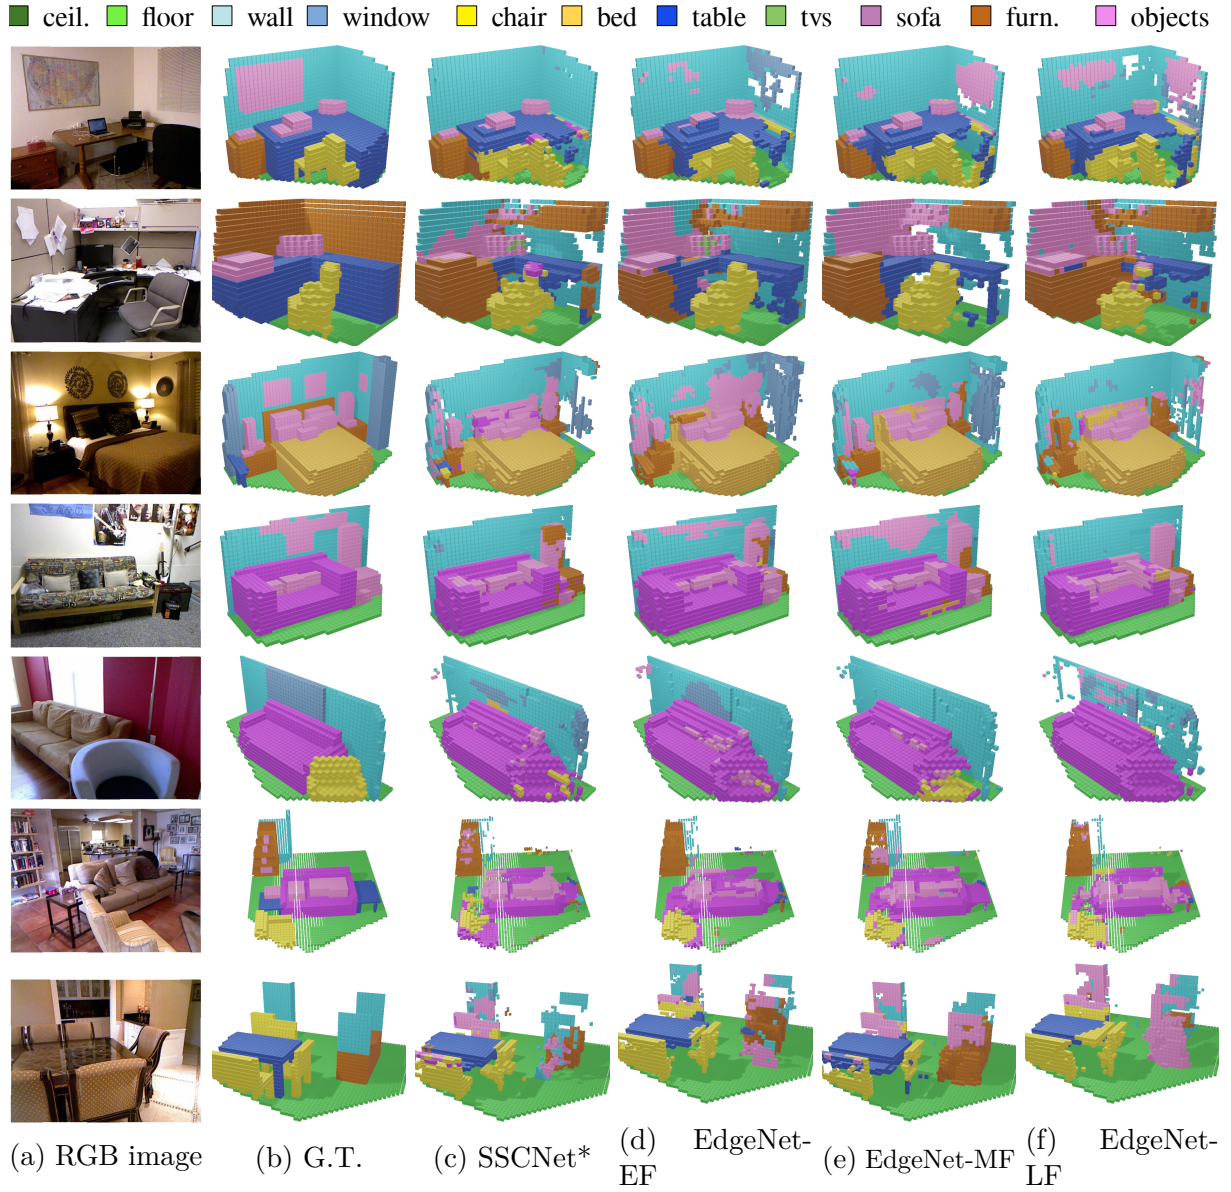 ceil. floor wall window chair bed table tvs sofa furn. objects
(a) RGB image (b) G.T. (c) SSCNet* (d) EdgeNet-EF (e) EdgeNet-MF (f) EdgeNet-LF